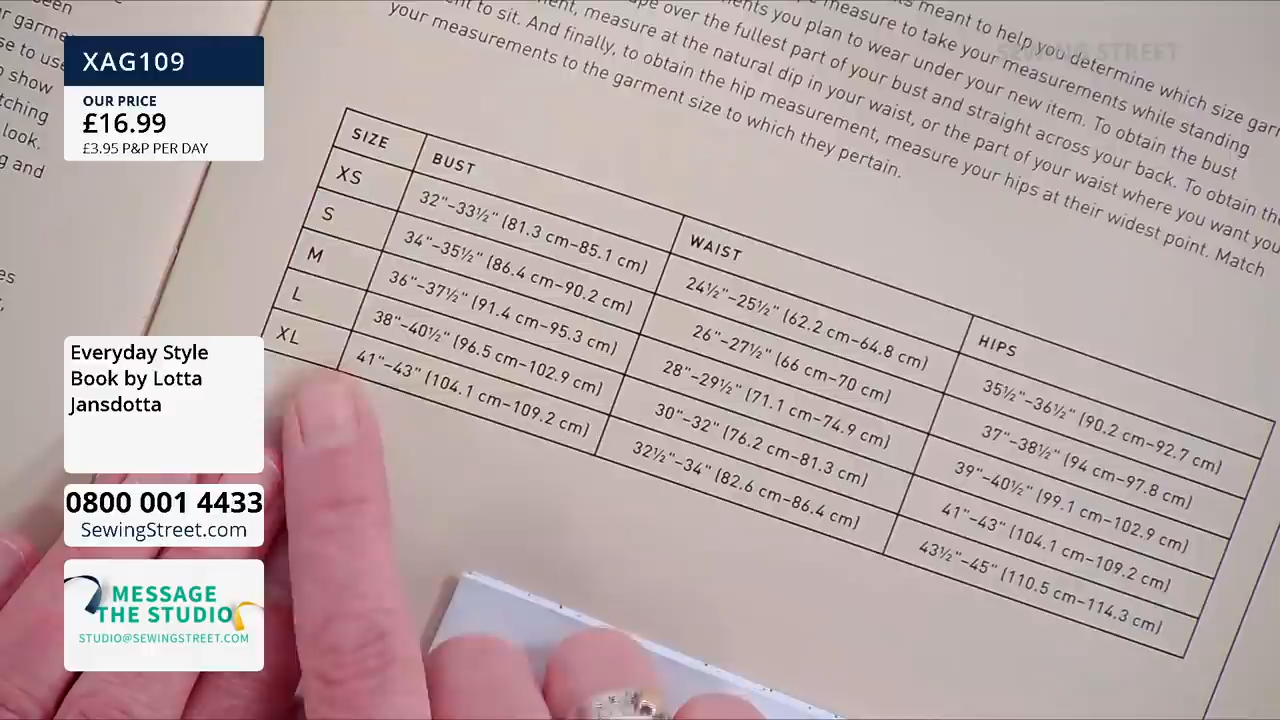 XAG109
OUR PRICE
£16.99
£3.95 P&P PER DAY
Everyday Style
Book by Lotta
Jansdotta
0800 001 4433
SewingStreet.com
MESSAGE
THE STUDIO
STUDIO@SEWINGSTREET.COM
SEWING STREET
meant to help you determine which size
measure to take your measurements while standing
you plan to wear under your new item. To obtain the bust
over the fullest part of your bust and straight across your back. To obtain the
measure at the natural dip in your waist, or the part of your waist where you want
to sit. And finally, to obtain the hip measurement, measure your hips at their widest point. Match
your measurements to the garment size to which they pertain.
SIZE BUST WAIST HIPS
XS 32"–33½" (81.3 cm–85.1 cm) 24½"–25½" (62.2 cm–64.8 cm) 35½"–36½" (90.2 cm–92.7 cm)
S 34"–35½" (86.4 cm–90.2 cm) 26"–27½" (66 cm–70 cm) 37"–38½" (94 cm–97.8 cm)
M 36"–37½" (91.4 cm–95.3 cm) 28"–29½" (71.1 cm–74.9 cm) 39"–40½" (99.1 cm–102.9 cm)
L 38"–40½" (96.5 cm–102.9 cm) 30"–32" (76.2 cm–81.3 cm) 41"–43" (104.1 cm–109.2 cm)
XL 41"–43" (104.1 cm–109.2 cm) 32½"–34" (82.6 cm–86.4 cm) 43½"–45" (110.5 cm–114.3 cm)
to use
show
look.
and